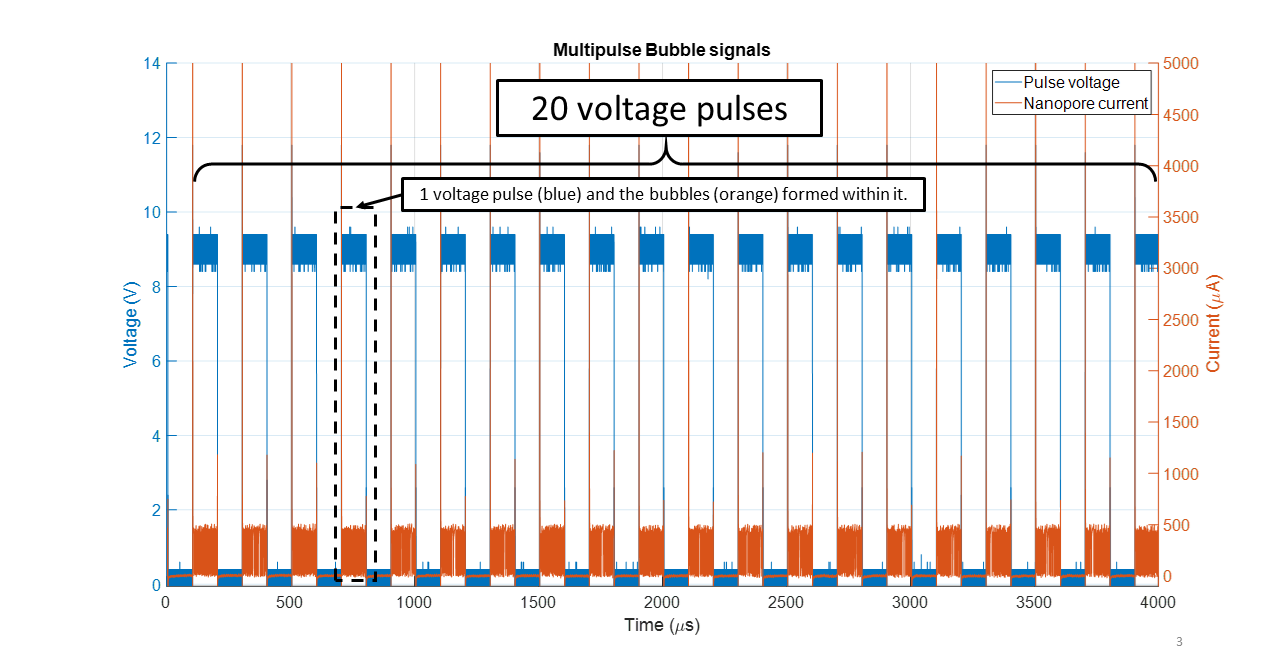 Multipulse Bubble signals
Pulse voltage
Nanopore current
20 voltage pulses
1 voltage pulse (blue) and the bubbles (orange) formed within it.
14
12
10
8
6
4
2
0
Voltage (V)
5000
4500
4000
3500
3000
2500
2000
1500
1000
500
0
Current (μA)
0 500 1000 1500 2000 2500 3000 3500 4000
Time (μs)
3